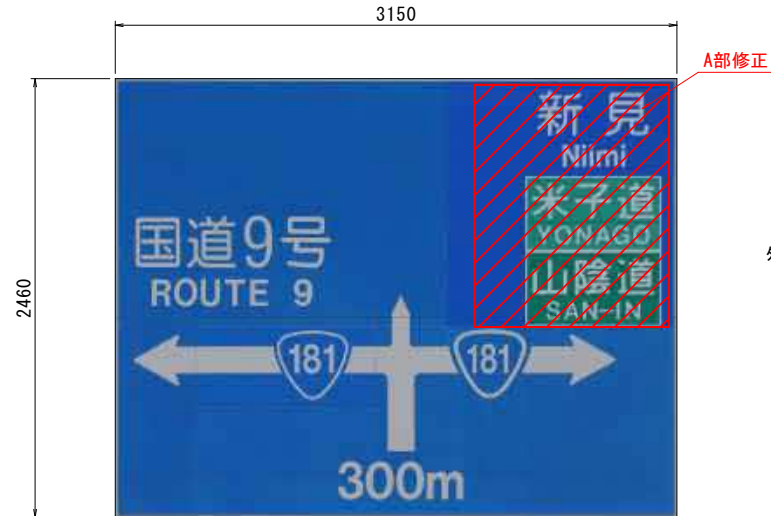 3150
A部修正
2460
新見
Niimi
米子道
YONAGO
山陰道
SAN-IN
国道9号
ROUTE 9
181
181
300m